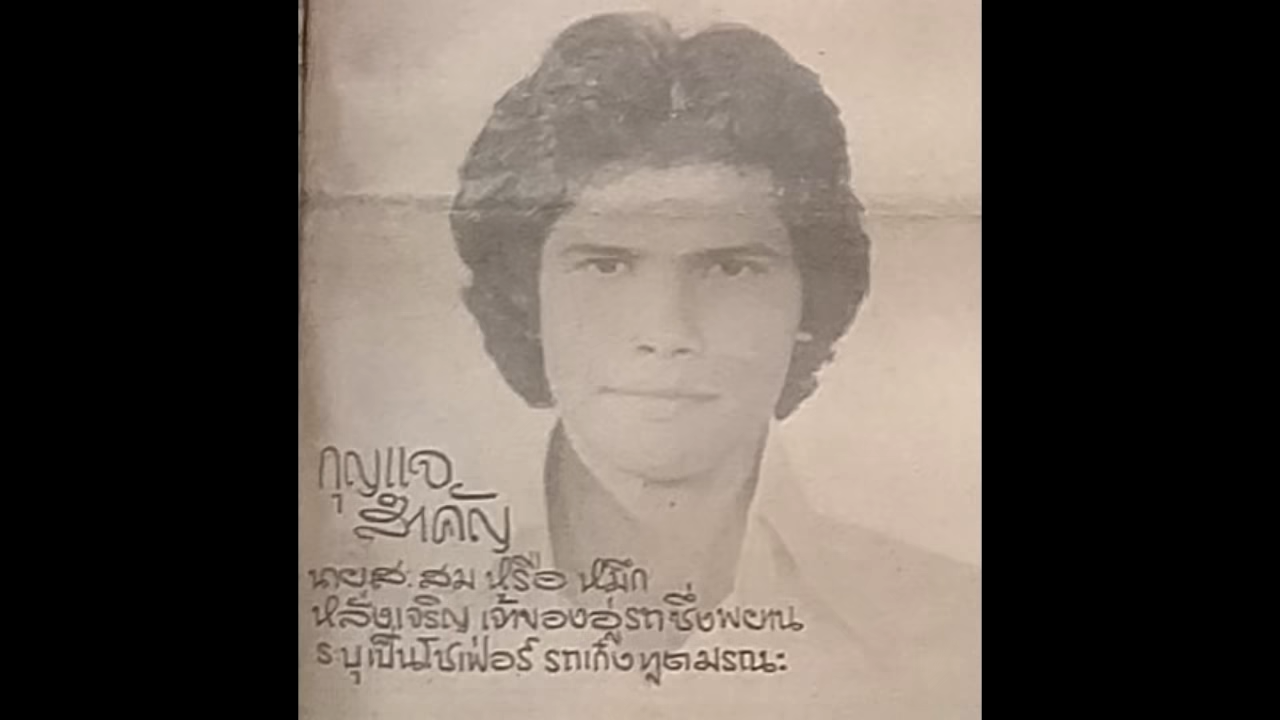 กุญแจ
สำคัญ
นายส.สม หรือ หมึก
หลั่งเจริญ เจ้าของอู่รถซึ่งพยาน
ระบุเป็นโชเฟ่อร์ รถเก๋งทูตมรณะ